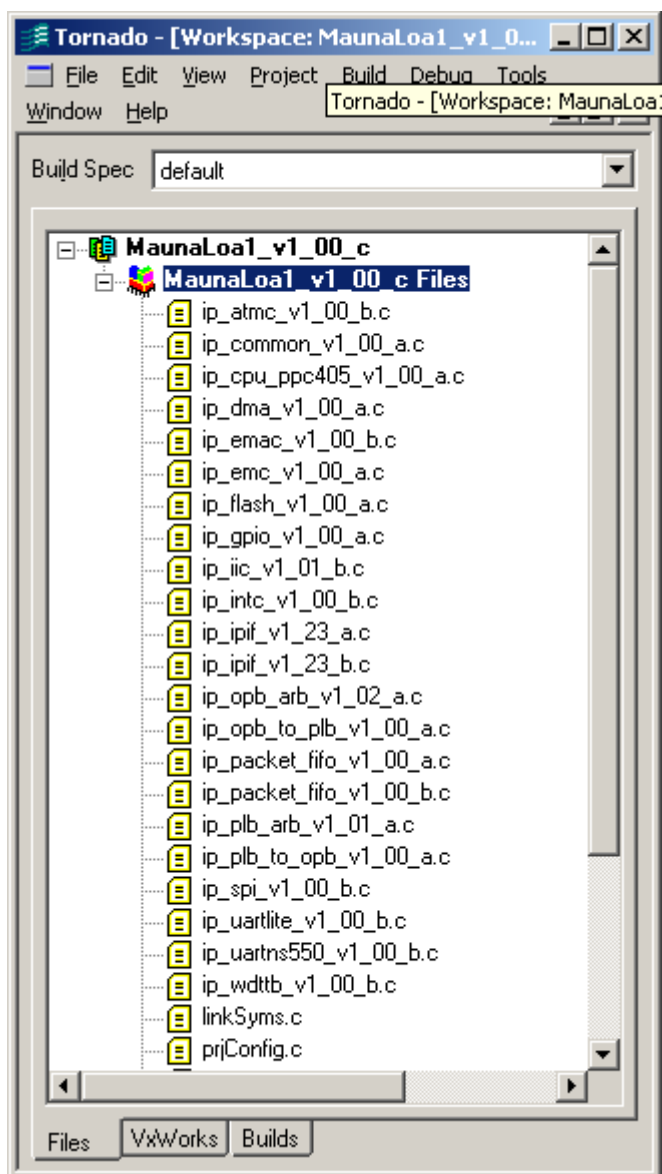 Tornado - [Workspace: MaunaLoa1_v1_0...
File Edit View Project Build Debug Tools
Tornado - [Workspace: MaunaLoa1
Window Help
Build Spec default
MaunaLoa1_v1_00_c
MaunaLoa1_v1_00_c Files
ip_atmc_v1_00_b.c
ip_common_v1_00_a.c
ip_cpu_ppc405_v1_00_a.c
ip_dma_v1_00_a.c
ip_emac_v1_00_b.c
ip_emc_v1_00_a.c
ip_flash_v1_00_a.c
ip_gpio_v1_00_a.c
ip_iic_v1_01_b.c
ip_intc_v1_00_b.c
ip_ipif_v1_23_a.c
ip_ipif_v1_23_b.c
ip_opb_arb_v1_02_a.c
ip_opb_to_plb_v1_00_a.c
ip_packet_fifo_v1_00_a.c
ip_packet_fifo_v1_00_b.c
ip_plb_arb_v1_01_a.c
ip_plb_to_opb_v1_00_a.c
ip_spi_v1_00_b.c
ip_uartlite_v1_00_b.c
ip_uartns550_v1_00_b.c
ip_wdttb_v1_00_b.c
linkSyms.c
prjConfig.c
Files VxWorks Builds